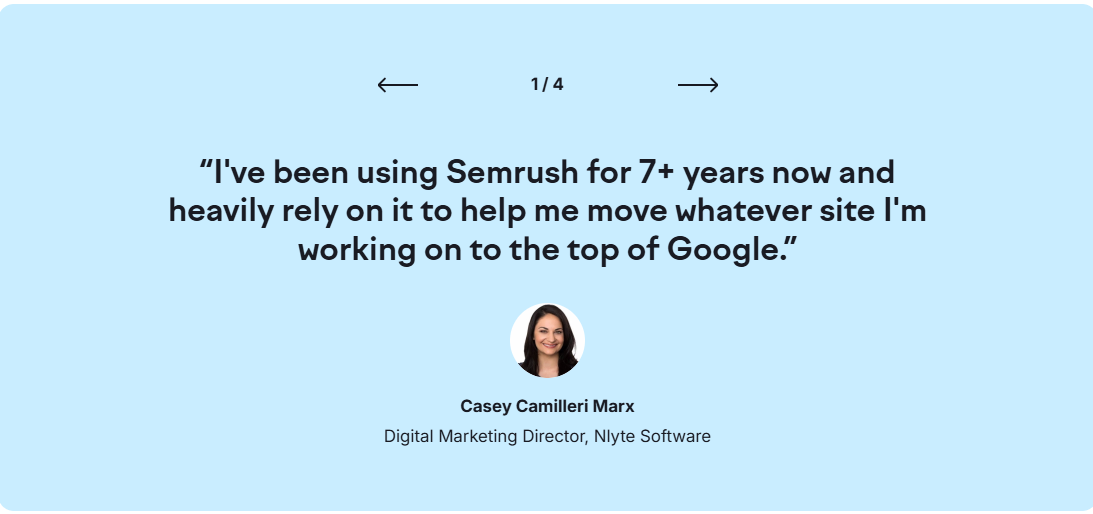 1 / 4
“I've been using Semrush for 7+ years now and
heavily rely on it to help me move whatever site I'm
working on to the top of Google.”
Casey Camilleri Marx
Digital Marketing Director, Nlyte Software